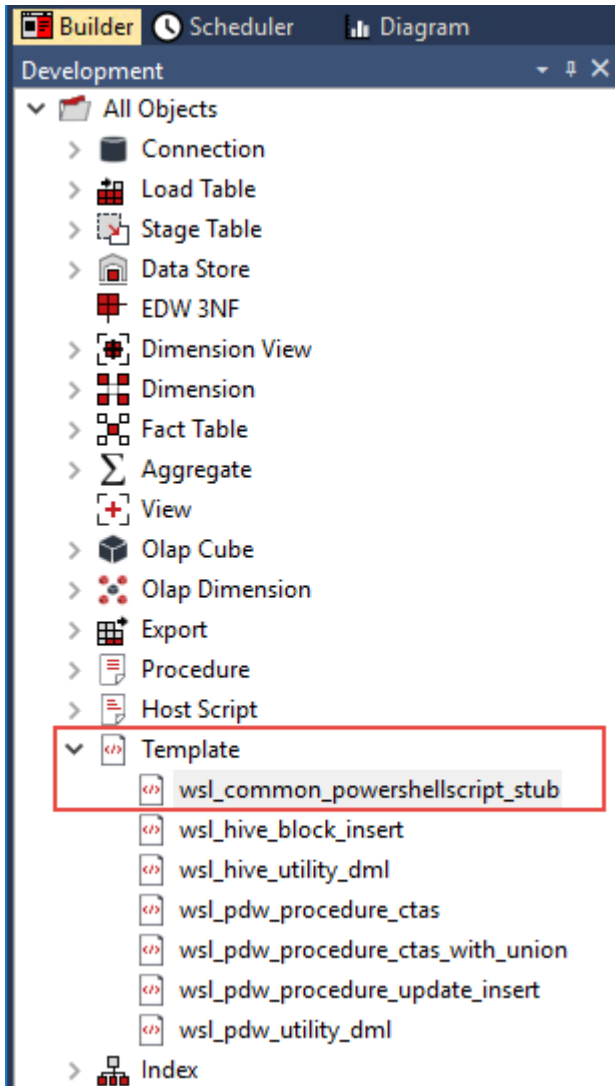 Builder Scheduler Diagram
Development
All Objects
Connection
Load Table
Stage Table
Data Store
EDW 3NF
Dimension View
Dimension
Fact Table
Aggregate
View
Olap Cube
Olap Dimension
Export
Procedure
Host Script
Template
wsl_common_powershellscript_stub
wsl_hive_block_insert
wsl_hive_utility_dml
wsl_pdw_procedure_ctas
wsl_pdw_procedure_ctas_with_union
wsl_pdw_procedure_update_insert
wsl_pdw_utility_dml
Index